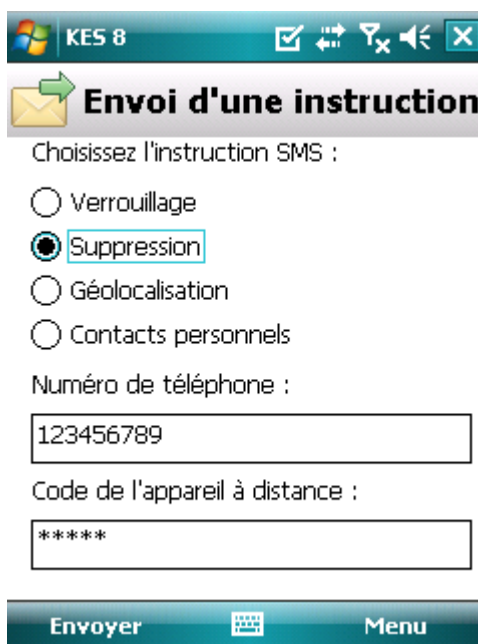 KES 8
Envoi d'une instruction
Choisissez l'instruction SMS :
Verrouillage
Suppression
Géolocalisation
Contacts personnels
Numéro de téléphone :
123456789
Code de l'appareil à distance :
*****
Envoyer Menu